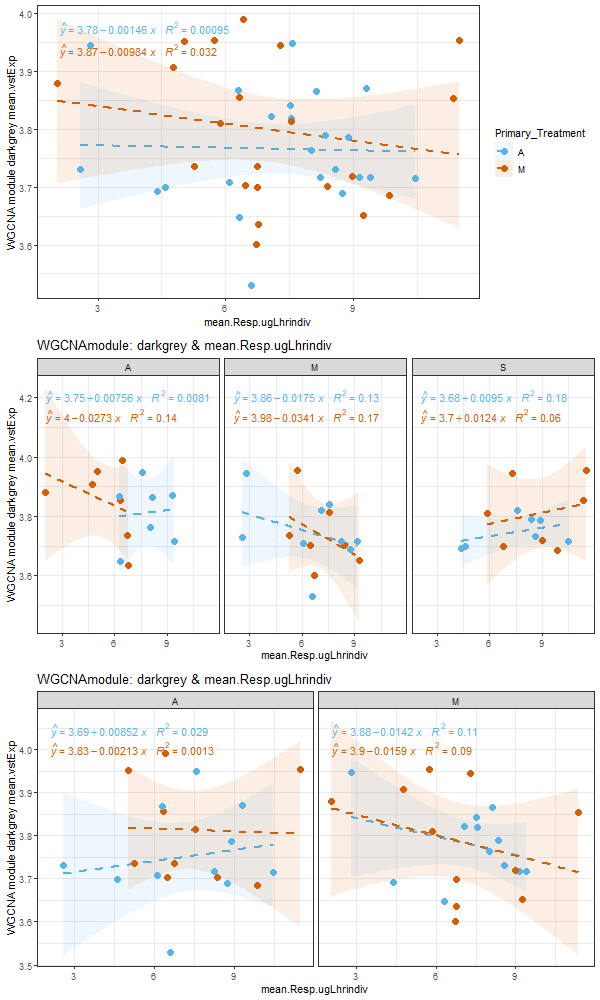 ŷ = 3.78 − 0.00146 x R² = 0.00095
ŷ = 3.87 − 0.00984 x R² = 0.032
4.0
3.9
3.8
3.7
3.6
WGCNA module darkgrey mean.vstExp
3 6 9
mean.Resp.ugLhrindiv
Primary_Treatment
A
M
WGCNAmodule: darkgrey & mean.Resp.ugLhrindiv
A M S
ŷ = 3.75 + 0.00756 x R² = 0.0081
ŷ = 4 − 0.0273 x R² = 0.14
ŷ = 3.86 − 0.0175 x R² = 0.13
ŷ = 3.98 − 0.0341 x R² = 0.17
ŷ = 3.68 + 0.0095 x R² = 0.18
ŷ = 3.7 + 0.0124 x R² = 0.06
4.2
4.0
3.8
3.6
WGCNA module darkgrey mean.vstExp
3 6 9 3 6 9 3 6 9
mean.Resp.ugLhrindiv
WGCNAmodule: darkgrey & mean.Resp.ugLhrindiv
A M
ŷ = 3.69 + 0.00852 x R² = 0.029
ŷ = 3.83 − 0.00213 x R² = 0.0013
ŷ = 3.88 − 0.0142 x R² = 0.11
ŷ = 3.9 − 0.0159 x R² = 0.09
4.0
3.9
3.8
3.7
3.6
3.5
WGCNA module darkgrey mean.vstExp
3 6 9 3 6 9
mean.Resp.ugLhrindiv